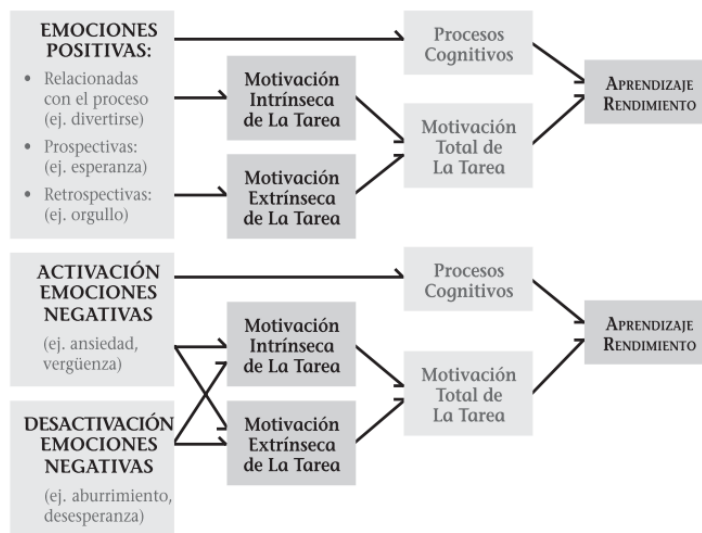 EMOCIONES
POSITIVAS:
• Relacionadas
con el proceso
(ej. divertirse)
• Prospectivas:
(ej. esperanza)
• Retrospectivas:
(ej. orgullo)
Motivación
Intrínseca
de La Tarea
Motivación
Extrínseca
de La Tarea
Procesos
Cognitivos
Motivación
Total de
La Tarea
APRENDIZAJE
RENDIMIENTO
ACTIVACIÓN
EMOCIONES
NEGATIVAS
(ej. ansiedad,
vergüenza)
DESACTIVACIÓN
EMOCIONES
NEGATIVAS
(ej. aburrimiento,
desesperanza)
Motivación
Intrínseca
de La Tarea
Motivación
Extrínseca
de La Tarea
Procesos
Cognitivos
Motivación
Total de
La Tarea
APRENDIZAJE
RENDIMIENTO